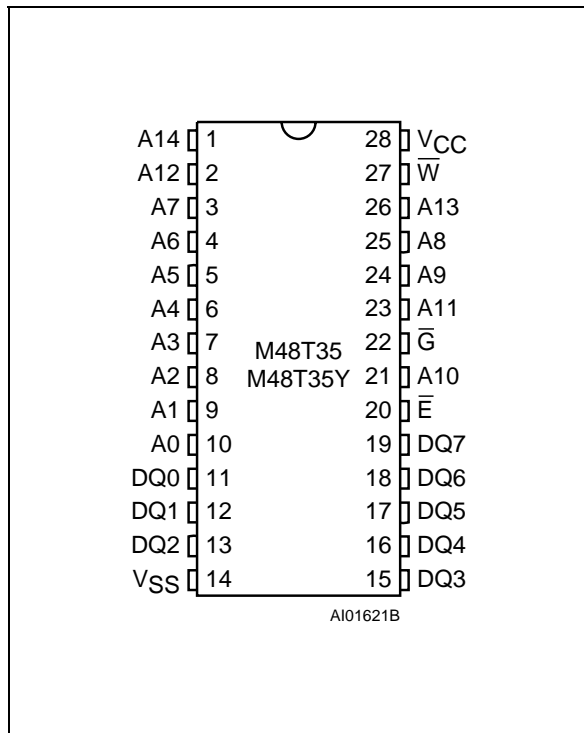 A14 1 28 VCC
A12 2 27 W̅
A7 3 26 A13
A6 4 25 A8
A5 5 24 A9
A4 6 23 A11
A3 7 22 G̅
M48T35
A2 8 21 A10
M48T35Y
A1 9 20 E̅
A0 10 19 DQ7
DQ0 11 18 DQ6
DQ1 12 17 DQ5
DQ2 13 16 DQ4
VSS 14 15 DQ3
AI01621B